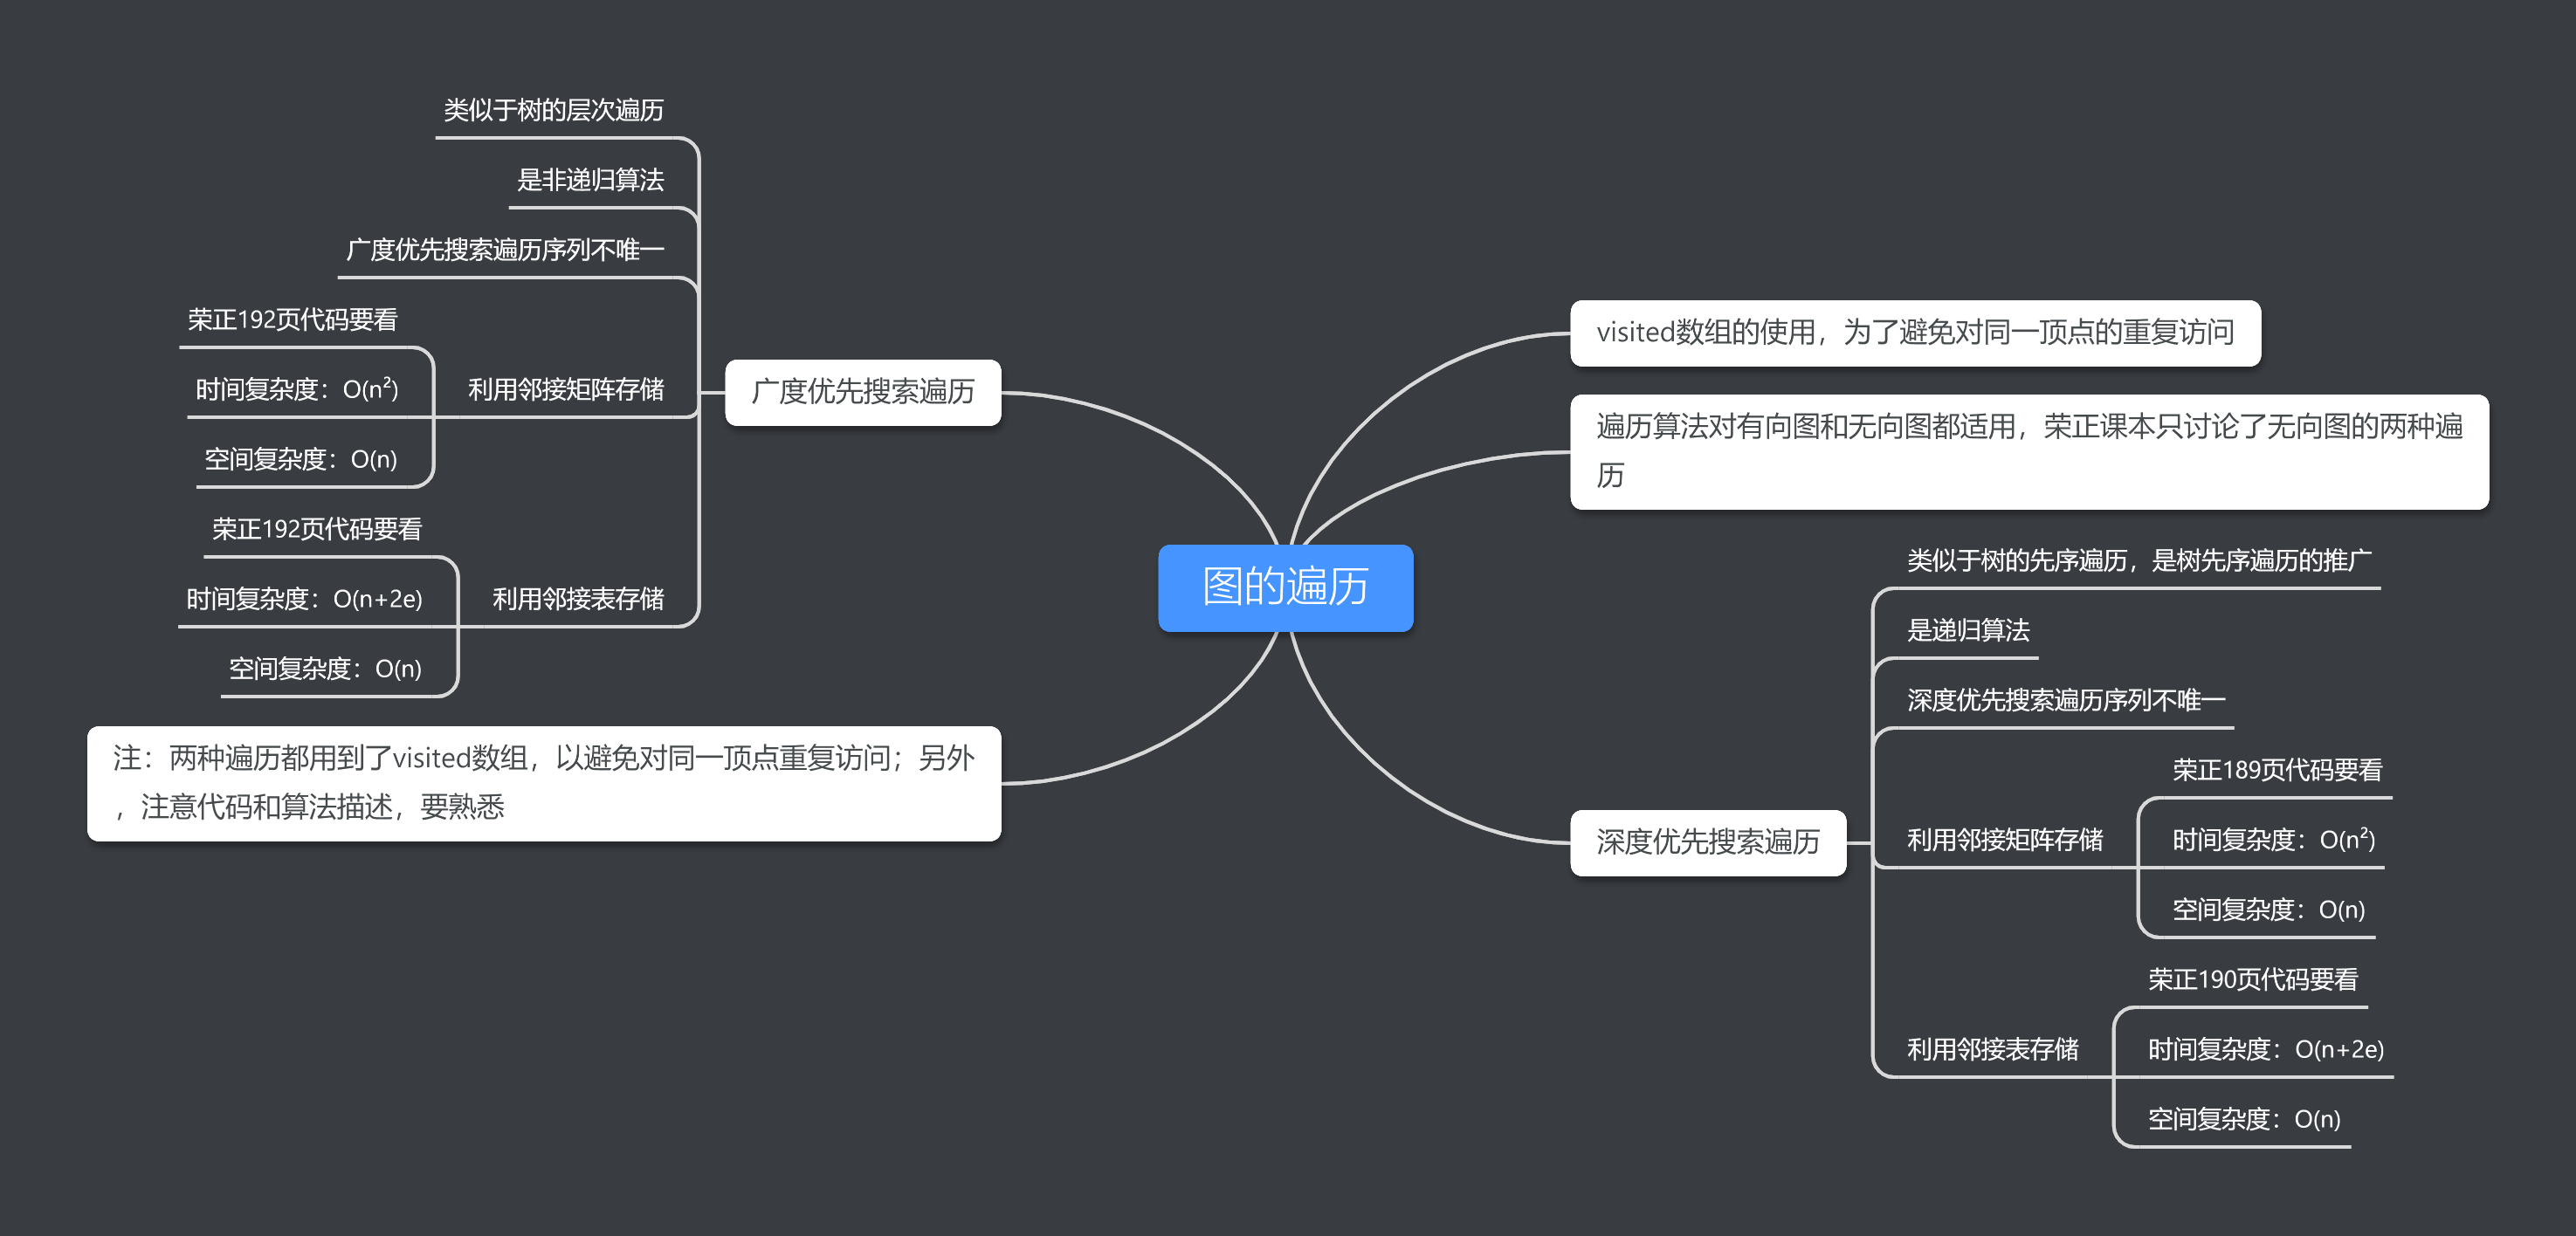 图的遍历
visited数组的使用，为了避免对同一顶点的重复访问
遍历算法对有向图和无向图都适用，荣正课本只讨论了无向图的两种遍
历
深度优先搜索遍历
类似于树的先序遍历，是树先序遍历的推广
是递归算法
深度优先搜索遍历序列不唯一
利用邻接矩阵存储
荣正189页代码要看
时间复杂度：O(n²)
空间复杂度：O(n)
利用邻接表存储
荣正190页代码要看
时间复杂度：O(n+2e)
空间复杂度：O(n)
广度优先搜索遍历
类似于树的层次遍历
是非递归算法
广度优先搜索遍历序列不唯一
利用邻接矩阵存储
荣正192页代码要看
时间复杂度：O(n²)
空间复杂度：O(n)
利用邻接表存储
荣正192页代码要看
时间复杂度：O(n+2e)
空间复杂度：O(n)
注：两种遍历都用到了visited数组，以避免对同一顶点重复访问；另外
，注意代码和算法描述，要熟悉